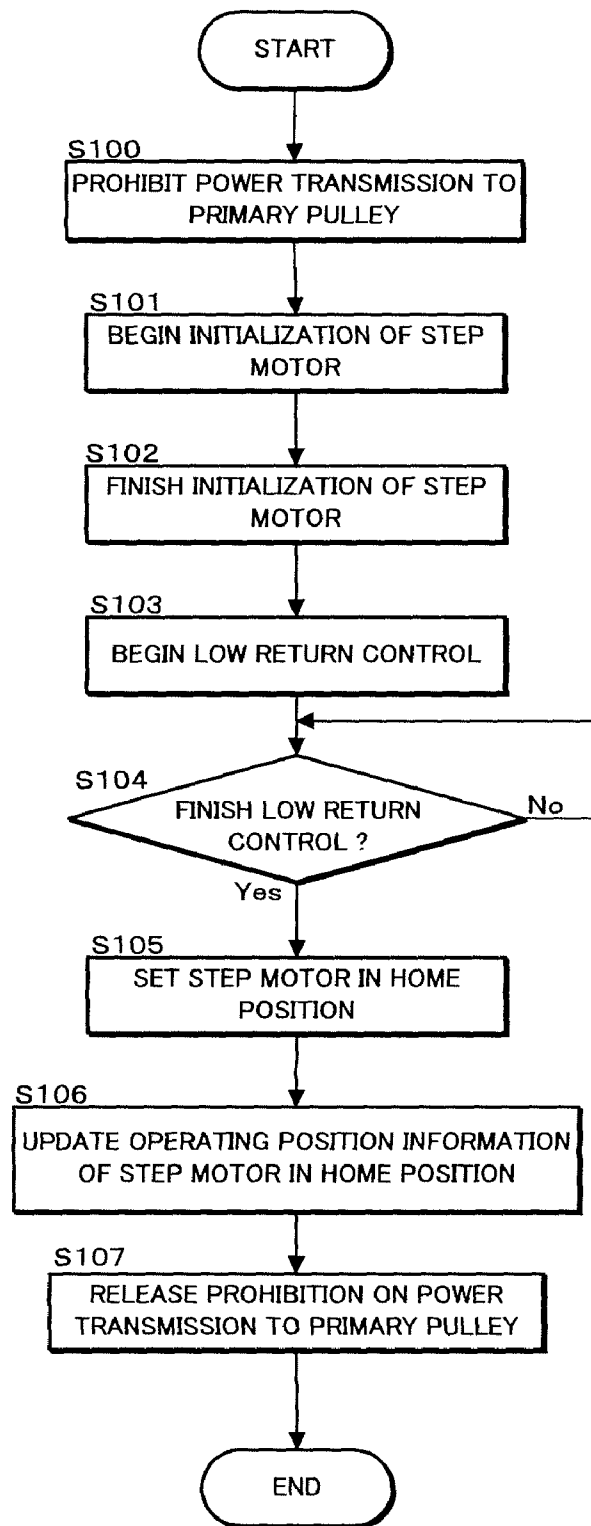 START
S100
PROHIBIT POWER TRANSMISSION TO
PRIMARY PULLEY
S101
BEGIN INITIALIZATION OF STEP
MOTOR
S102
FINISH INITIALIZATION OF STEP
MOTOR
S103
BEGIN LOW RETURN CONTROL
S104
FINISH LOW RETURN
CONTROL ?
No
Yes
S105
SET STEP MOTOR IN HOME
POSITION
S106
UPDATE OPERATING POSITION INFORMATION
OF STEP MOTOR IN HOME POSITION
S107
RELEASE PROHIBITION ON POWER
TRANSMISSION TO PRIMARY PULLEY
END